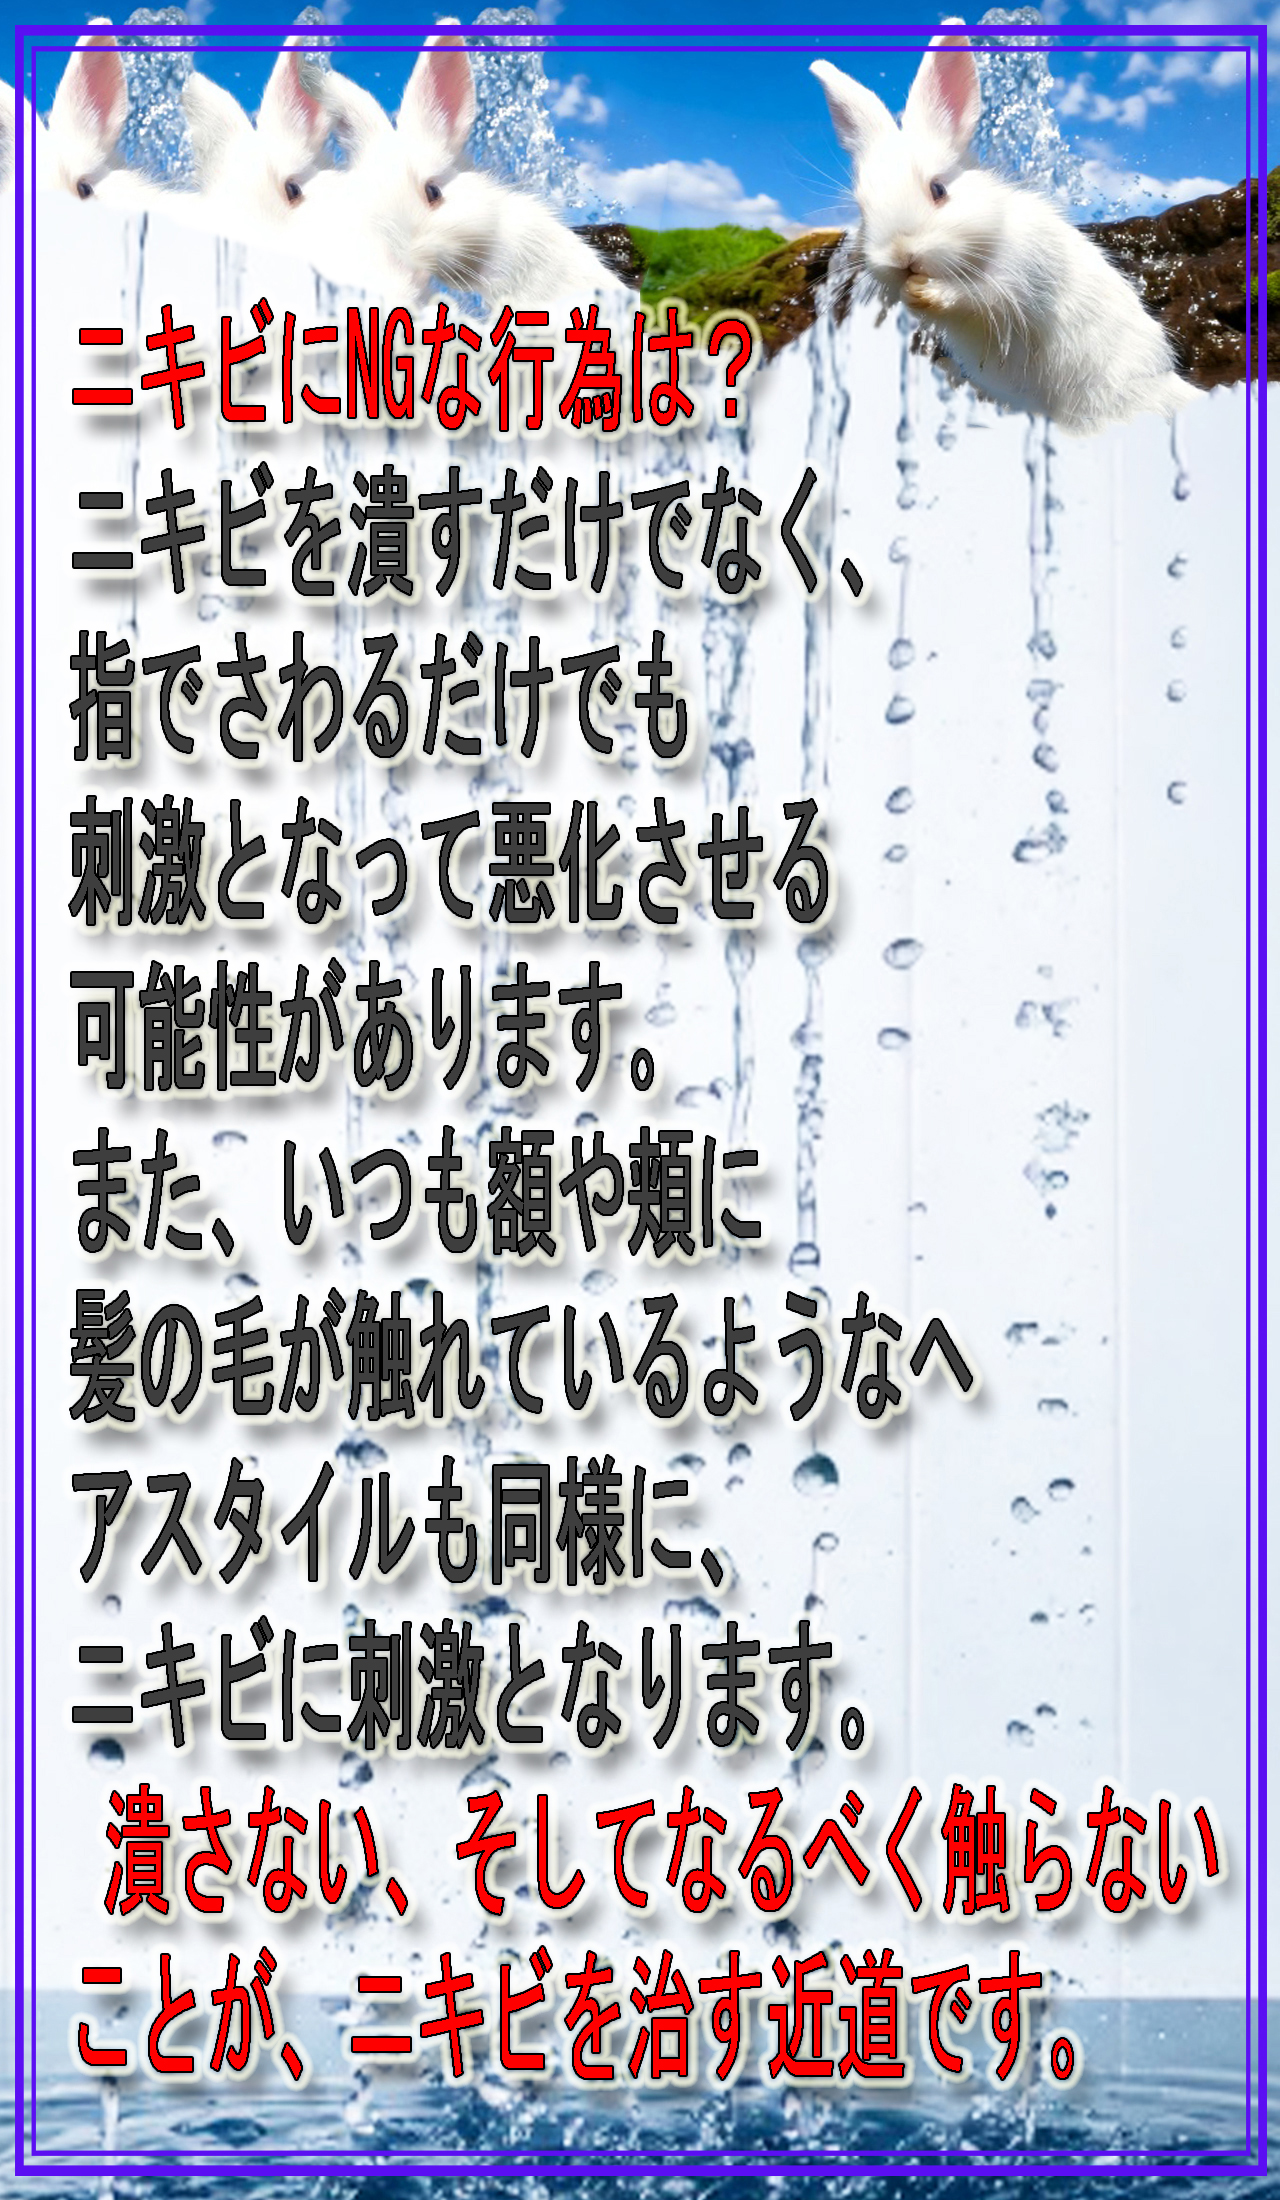 ニキビにNGな行為は？
ニキビを潰すだけでなく、
指でさわるだけでも
刺激となって悪化させる
可能性があります。
また、いつも額や頬に
髪の毛が触れているようなヘ
アスタイルも同様に、
ニキビに刺激となります。
潰さない、そしてなるべく触らない
ことが、ニキビを治す近道です。